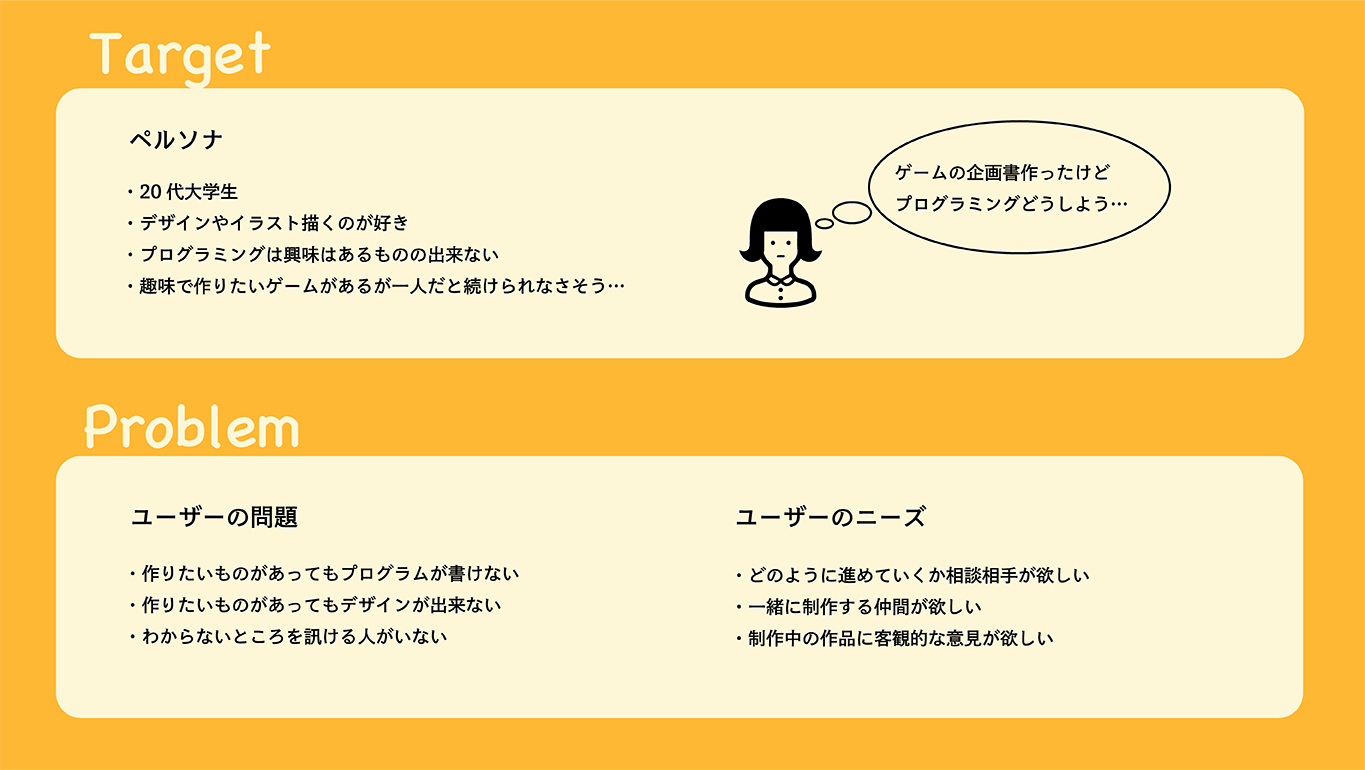 Target
ペルソナ
・20 代大学生
・デザインやイラスト描くのが好き
・プログラミングは興味はあるものの出来ない
・趣味で作りたいゲームがあるが一人だと続けられなさそう…
ゲームの企画書作ったけど
プログラミングどうしよう…
Problem
ユーザーの問題
・作りたいものがあってもプログラムが書けない
・作りたいものがあってもデザインが出来ない
・わからないところを訊ける人がいない
ユーザーのニーズ
・どのように進めていくか相談相手が欲しい
・一緒に制作する仲間が欲しい
・制作中の作品に客観的な意見が欲しい